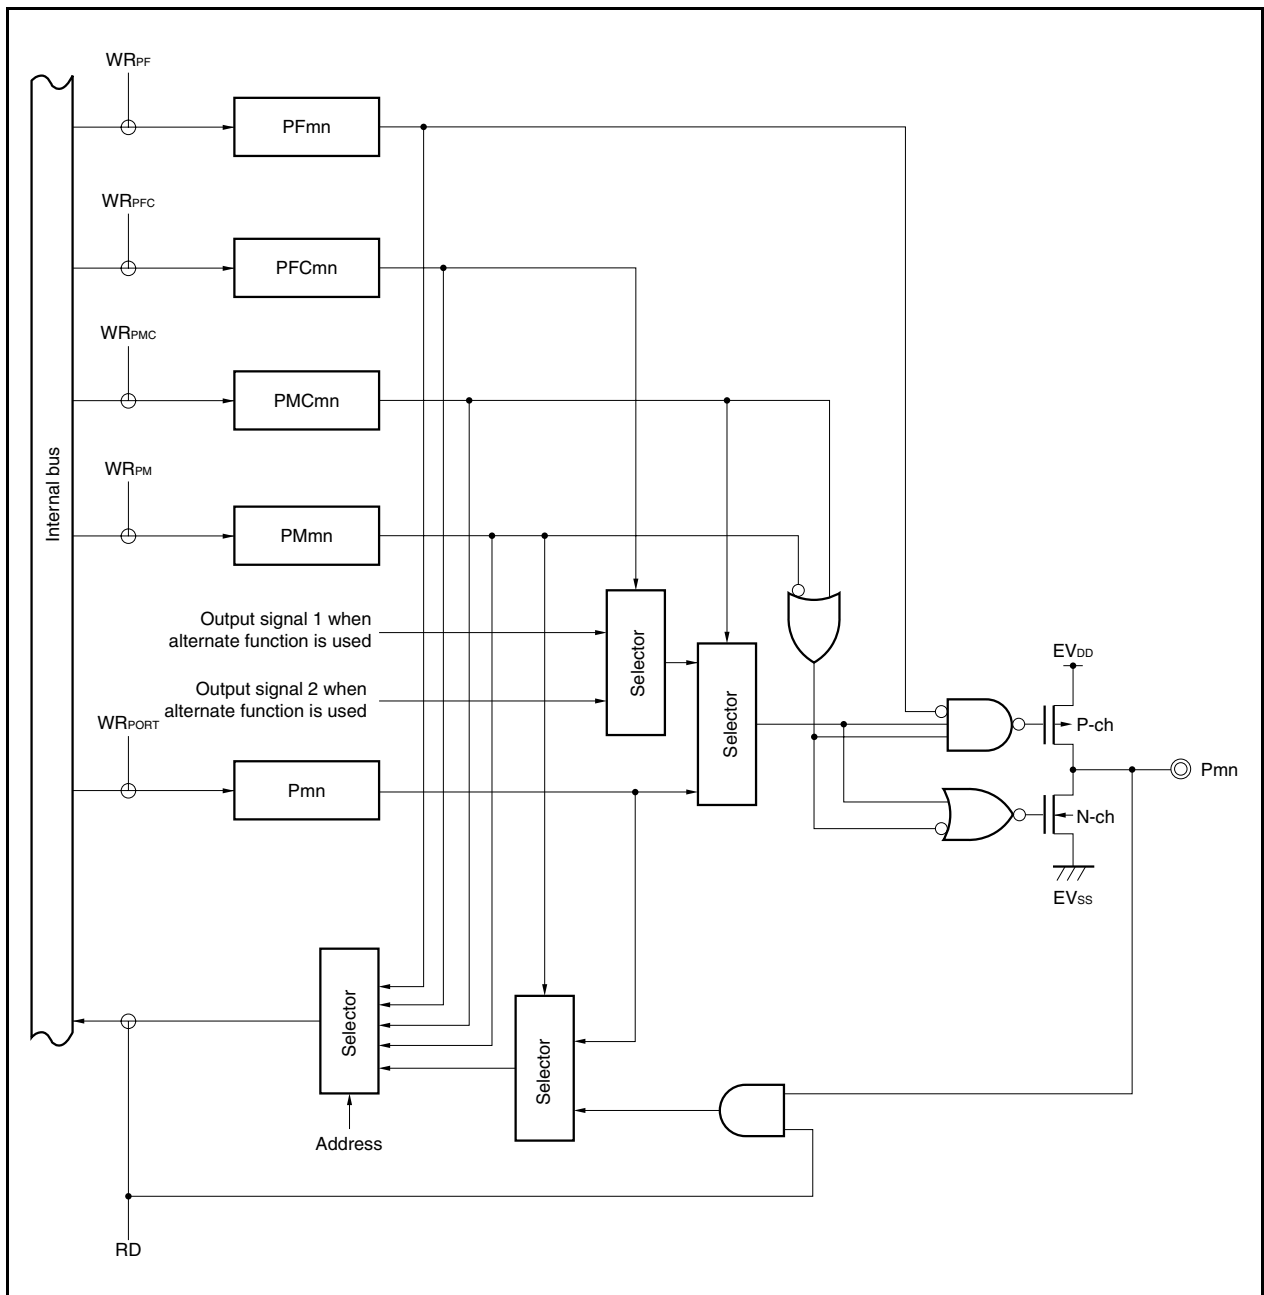 WRPF
PFmn
WRPFC
PFCmn
WRPMC
PMCmn
WRPM
PMmn
Internal bus
Output signal 1 when
alternate function is used
Output signal 2 when
alternate function is used
Selector
Selector
WRPORT
Pmn
EVDD
P-ch
Pmn
N-ch
EVSS
Selector
Selector
Address
RD